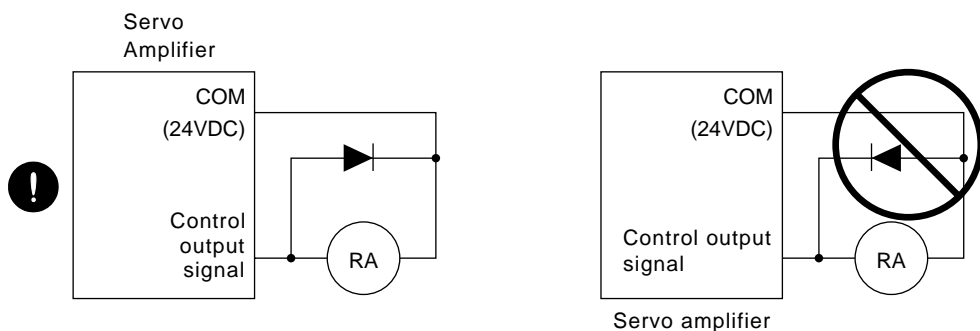 Servo
Amplifier
COM
(24VDC)
Control
output
signal
RA
!
COM
(24VDC)
Control output
signal
RA
Servo amplifier